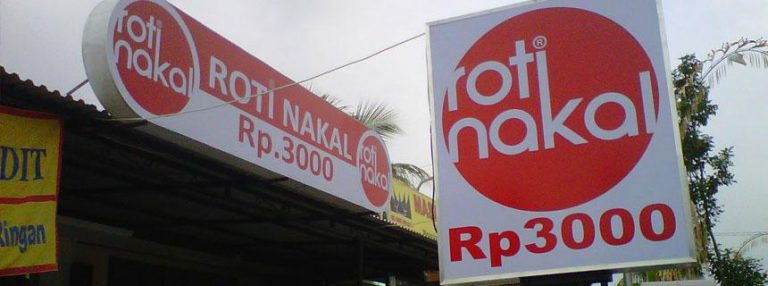 roti
nakal
ROTI NAKAL
Rp.3000
roti
nakal
roti®
nakal
Rp3000
DIT
Ringan